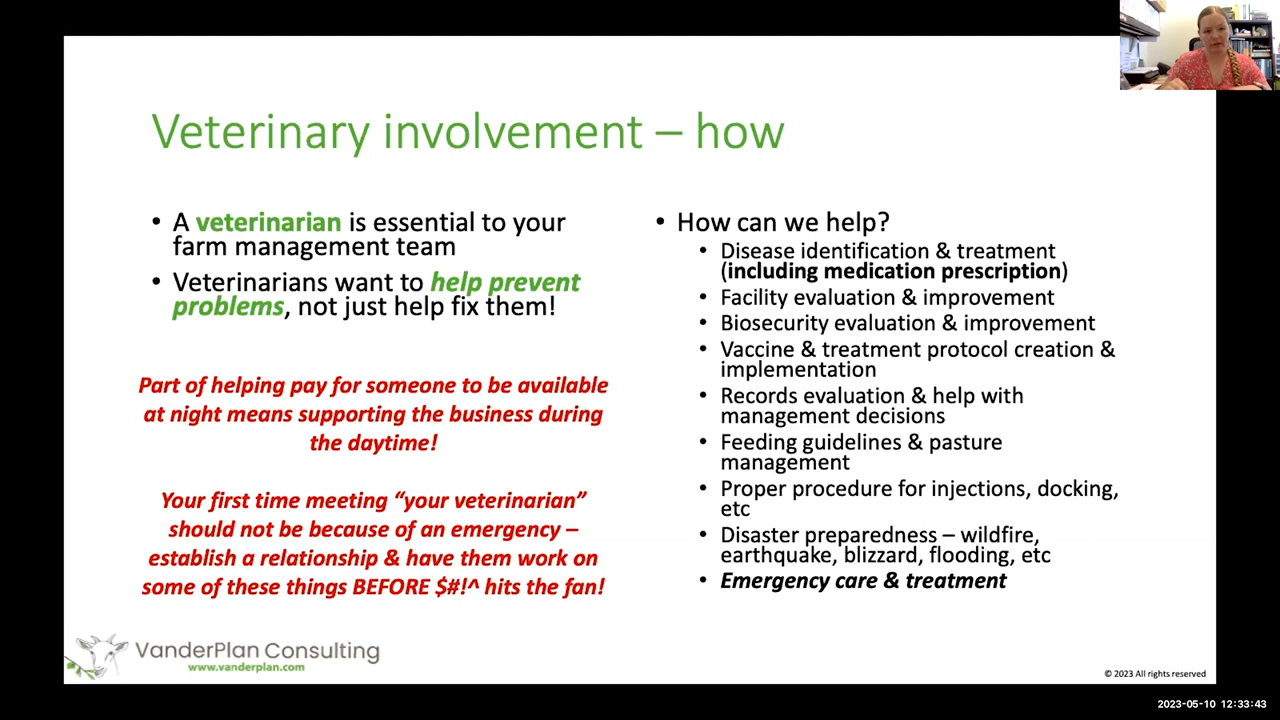 Veterinary involvement – how
• A veterinarian is essential to your
farm management team
• Veterinarians want to help prevent
problems, not just help fix them!
Part of helping pay for someone to be available
at night means supporting the business during
the daytime!
Your first time meeting “your veterinarian”
should not be because of an emergency –
establish a relationship & have them work on
some of these things BEFORE $#!^ hits the fan!
• How can we help?
• Disease identification & treatment
(including medication prescription)
• Facility evaluation & improvement
• Biosecurity evaluation & improvement
• Vaccine & treatment protocol creation &
implementation
• Records evaluation & help with
management decisions
• Feeding guidelines & pasture
management
• Proper procedure for injections, docking,
etc
• Disaster preparedness – wildfire,
earthquake, blizzard, flooding, etc
• Emergency care & treatment
VanderPlan Consulting
www.vanderplan.com
© 2023 All rights reserved
2023-05-10 12:33:43